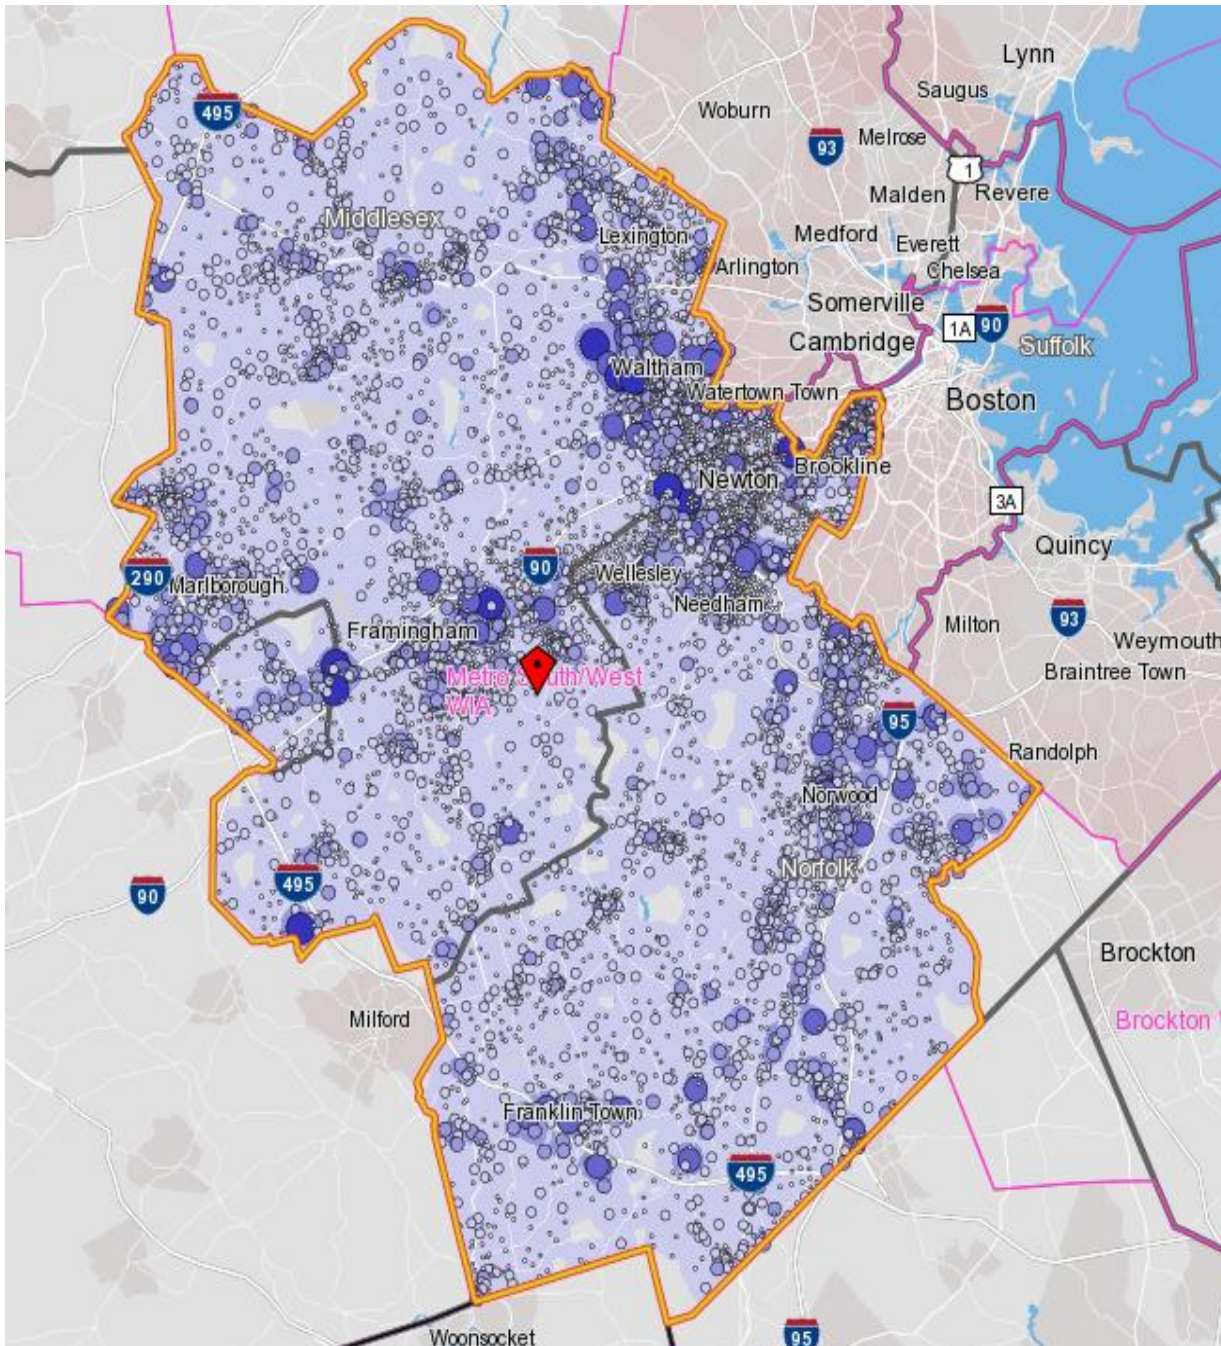 Lynn
Saugus
495
Woburn
93
Melrose
1
Malden
Revere
Middlesex
Lexington
Medford
Everett
Arlington
Chelsea
Somerville
1A
90
Cambridge
Suffolk
Waltham
Watertown Town
Boston
Brookline
Newton
3A
Quincy
90
290
Marlborough
Wellesley
Needham
93
Framingham
Milton
Weymouth
Metro South/West
WIA
Braintree Town
95
Randolph
Norwood
Norfolk
495
90
Brockton
Milford
Brockton
Franklin Town
495
Woonsocket
95